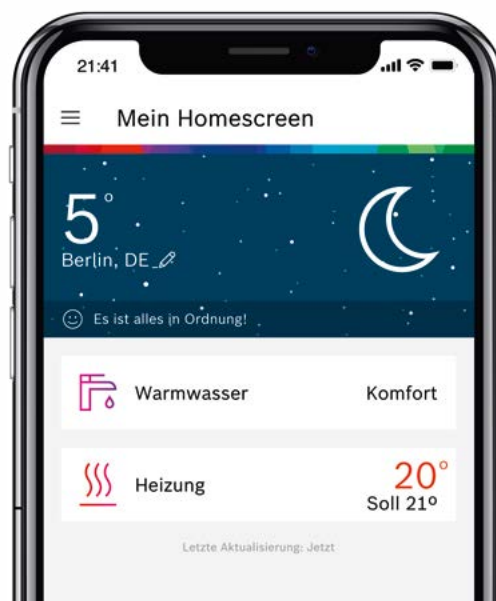 21:41
Mein Homescreen
5°
Berlin, DE
Es ist alles in Ordnung!
Warmwasser
Komfort
Heizung
20°
Soll 21º
Letzte Aktualisierung: Jetzt